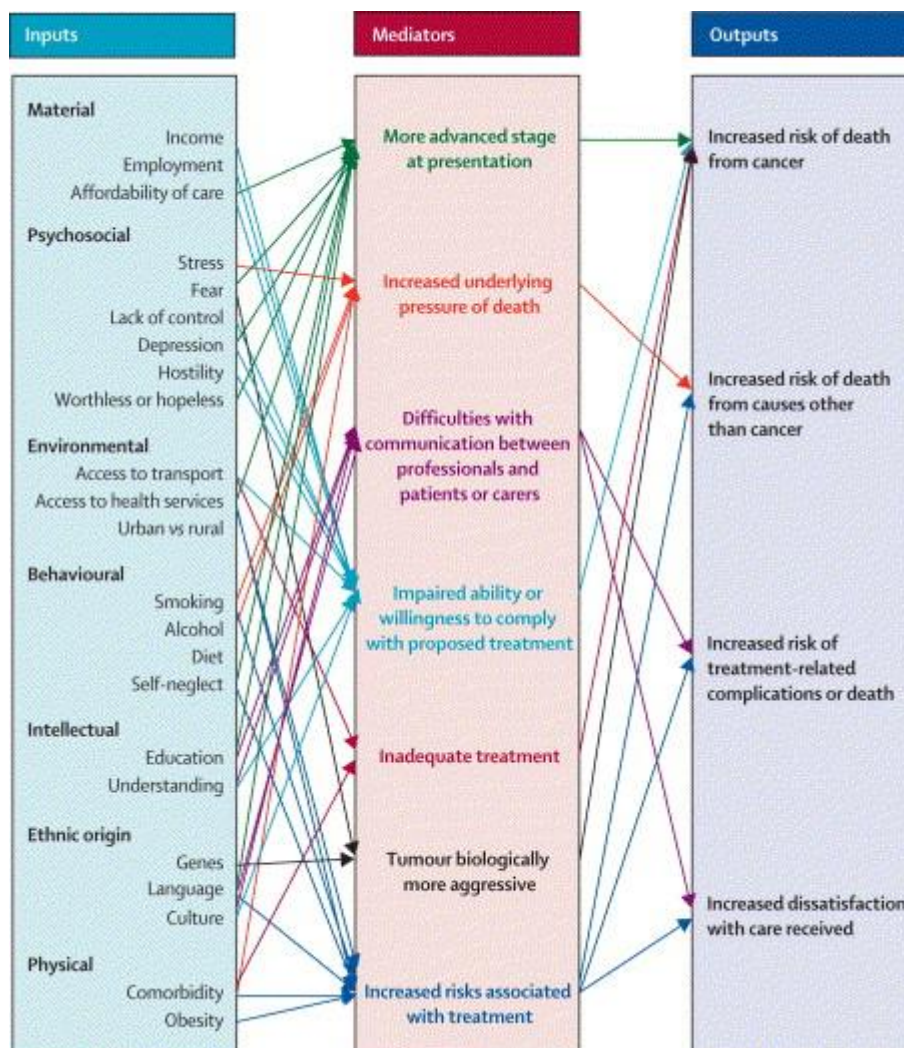 Inputs
Mediators
Outputs
Material
Income
Employment
Affordability of care
Psychosocial
Stress
Fear
Lack of control
Depression
Hostility
Worthless or hopeless
Environmental
Access to transport
Access to health services
Urban vs rural
Behavioural
Smoking
Alcohol
Diet
Self-neglect
Intellectual
Education
Understanding
Ethnic origin
Genes
Language
Culture
Physical
Comorbidity
Obesity
More advanced stage
at presentation
Increased underlying
pressure of death
Difficulties with
communication between
professionals and
patients or carers
Impaired ability or
willingness to comply
with proposed treatment
Inadequate treatment
Tumour biologically
more aggressive
Increased risks associated
with treatment
Increased risk of death
from cancer
Increased risk of death
from causes other
than cancer
Increased risk of
treatment-related
complications or death
Increased dissatisfaction
with care received